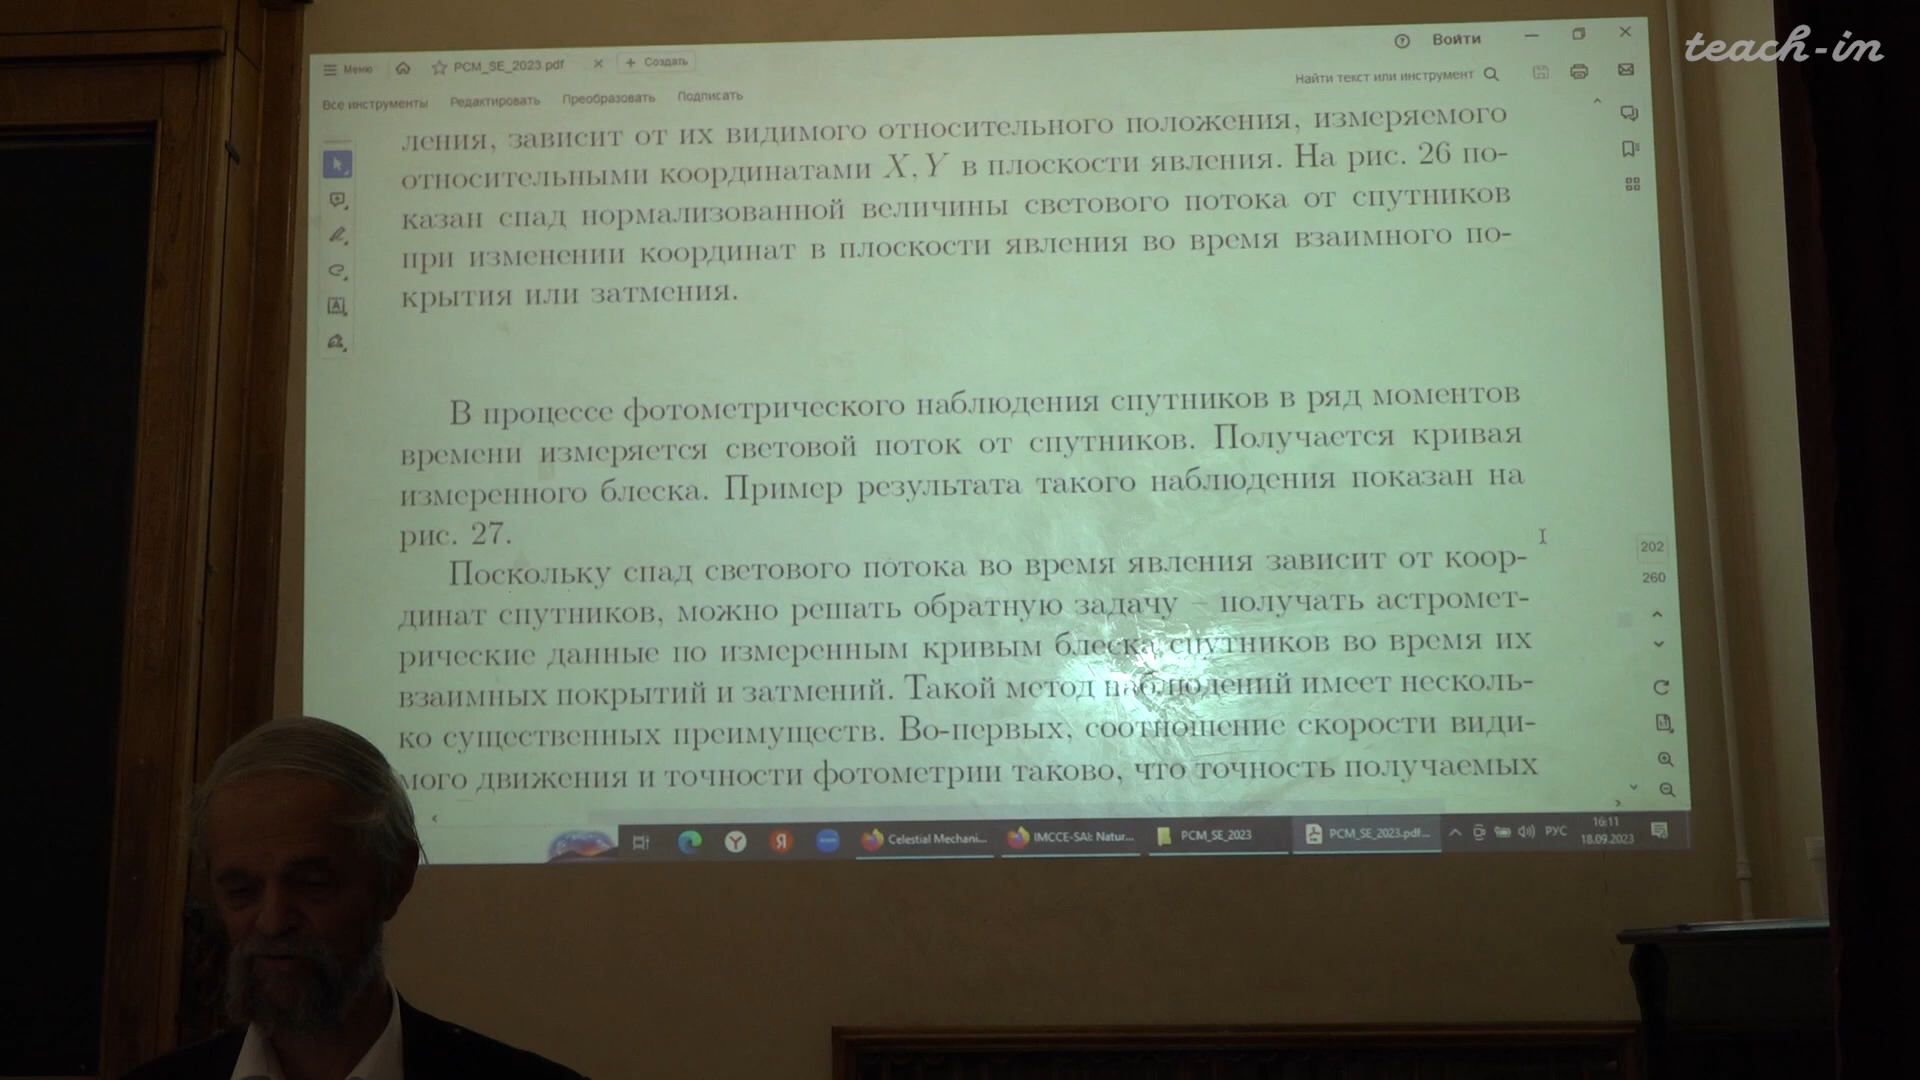 teach-in
Меню
PCM_SE_2023.pdf
Создать
Войти
Все инструменты Редактировать Преобразовать Подписать
Найти текст или инструмент
ления, зависит от их видимого относительного положения, измеряемого
относительными координатами X, Y в плоскости явления. На рис. 26 по-
казан спад нормализованной величины светового потока от спутников
при изменении координат в плоскости явления во время взаимного по-
крытия или затмения.
В процессе фотометрического наблюдения спутников в ряд моментов
времени измеряется световой поток от спутников. Получается кривая
измеренного блеска. Пример результата такого наблюдения показан на
рис. 27.
Поскольку спад светового потока во время явления зависит от коор-
динат спутников, можно решать обратную задачу – получать астромет-
рические данные по измеренным кривым блеска спутников во время их
взаимных покрытий и затмений. Такой метод наблюдений имеет несколь-
ко существенных преимуществ. Во-первых, соотношение скорости види-
мого движения и точности фотометрии таково, что точность получаемых
202
260
Celestial Mechani...
IMCCE-SAI: Natur...
PCM_SE_2023
PCM_SE_2023.pdf...
РУС
16:11
18.09.2023